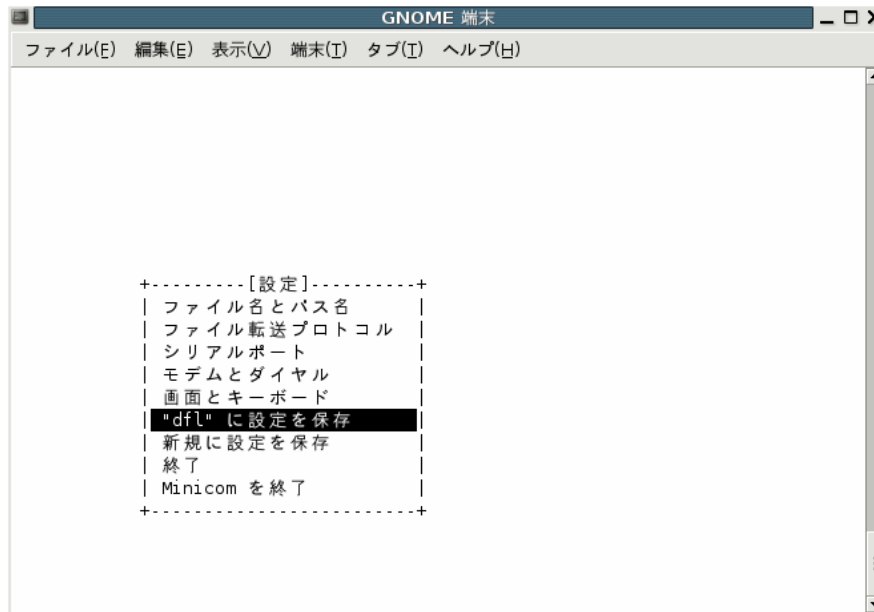 GNOME 端末
ファイル(F) 編集(E) 表示(V) 端末(T) タブ(T) ヘルプ(H)
+---------[設定]----------+
| ファイル名とパス名 |
| ファイル転送プロトコル |
| シリアルポート |
| モデムとダイヤル |
| 画面とキーボード |
| "dfl" に設定を保存 |
| 新規に設定を保存 |
| 終了 |
| Minicom を終了 |
+-------------------------+